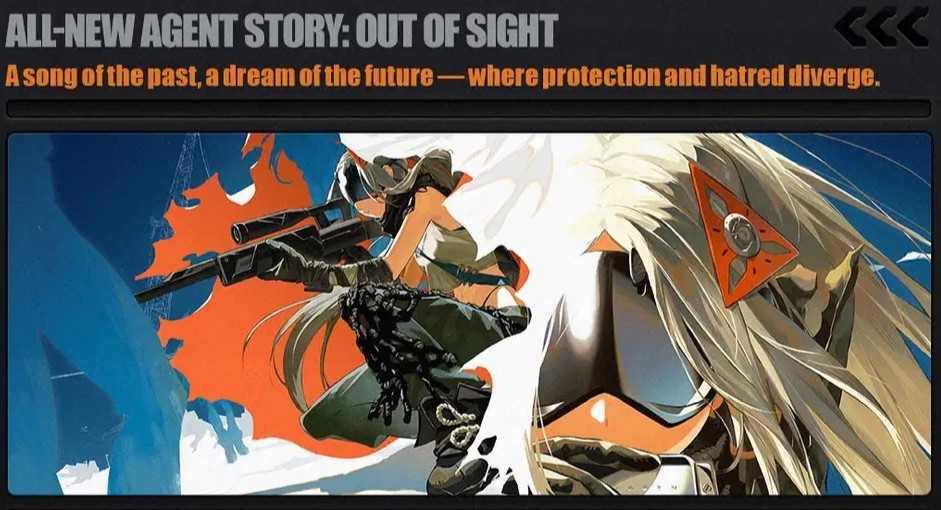 ALL-NEW AGENT STORY: OUT OF SIGHT
A song of the past, a dream of the future — where protection and hatred diverge.